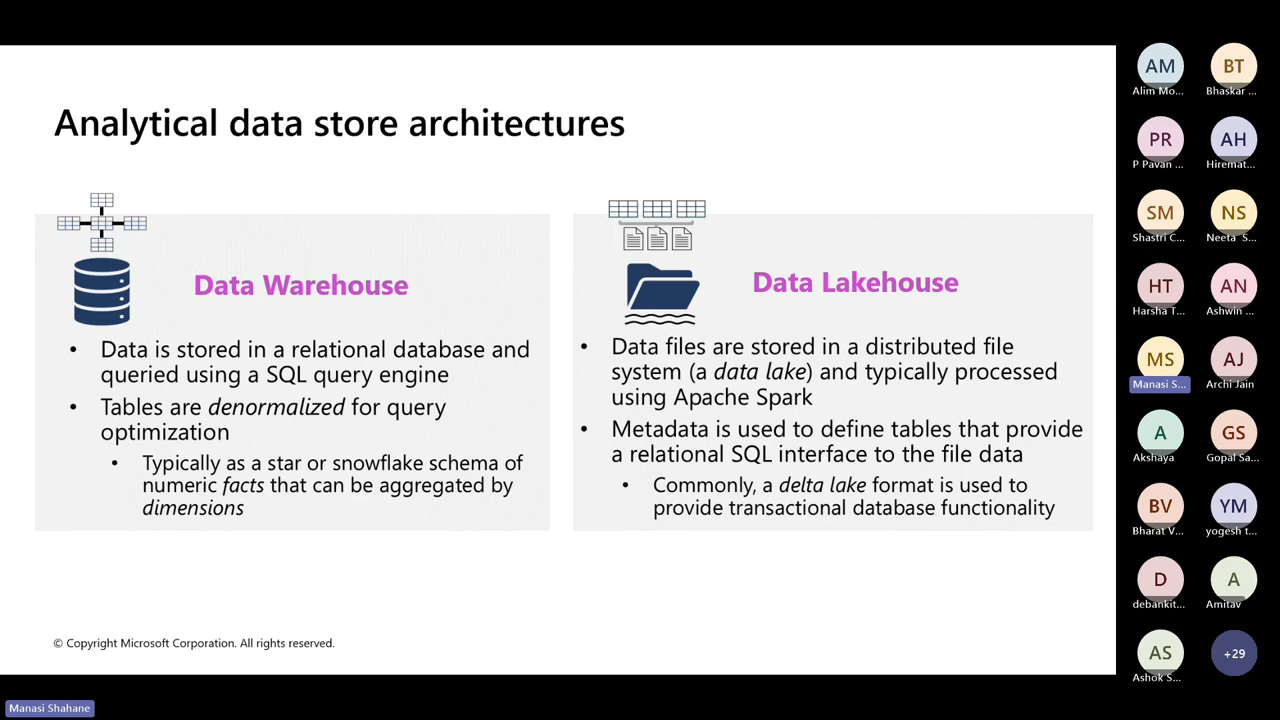 Analytical data store architectures
Data Warehouse
• Data is stored in a relational database and
queried using a SQL query engine
• Tables are denormalized for query
optimization
• Typically as a star or snowflake schema of
numeric facts that can be aggregated by
dimensions
Data Lakehouse
• Data files are stored in a distributed file
system (a data lake) and typically processed
using Apache Spark
• Metadata is used to define tables that provide
a relational SQL interface to the file data
• Commonly, a delta lake format is used to
provide transactional database functionality
© Copyright Microsoft Corporation. All rights reserved.
Manasi Shahane
AM
Alim Mo...
BT
Bhaskar ...
PR
P Pavan ...
AH
Hiremat...
SM
Shastri C...
NS
Neeta S...
HT
Harsha T...
AN
Ashwin ...
MS
Manasi S...
AJ
Archi Jain
A
Akshaya
GS
Gopal Sa...
BV
Bharat V...
YM
yogesh t...
D
debankit...
A
Amitav
AS
Ashok S...
+29